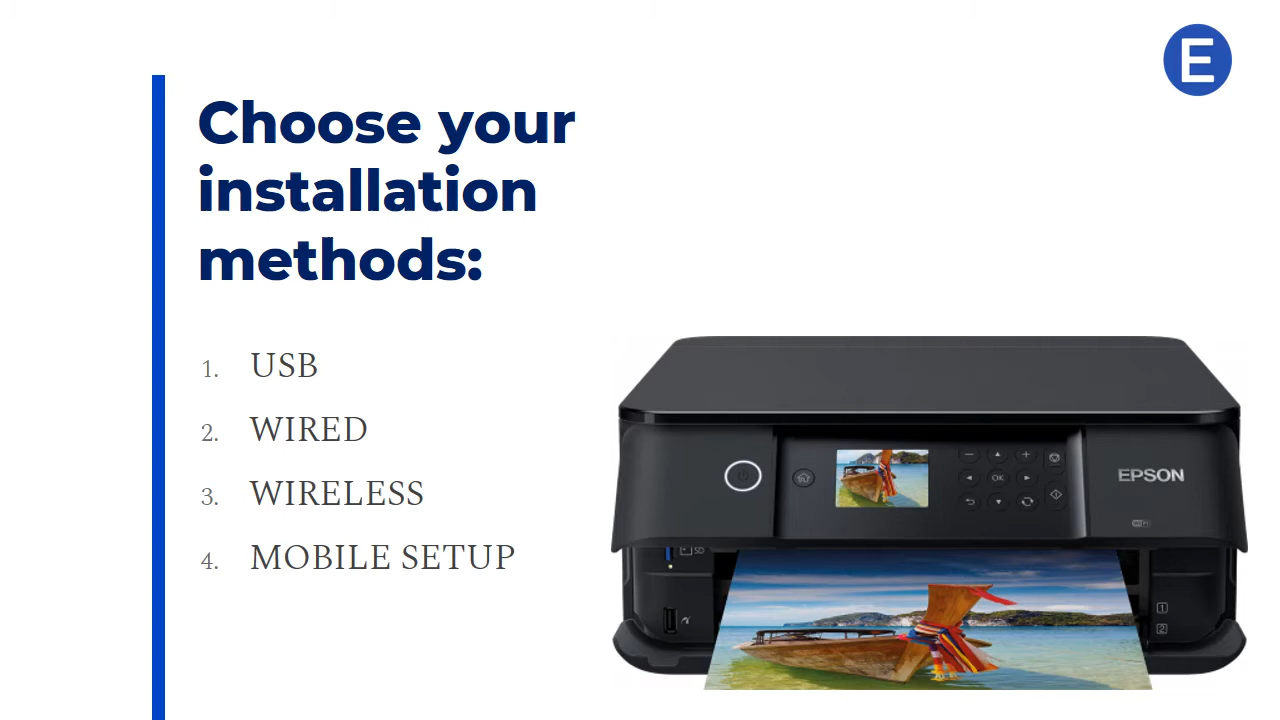 E
Choose your
installation
methods:
1. USB
2. WIRED
3. WIRELESS
4. MOBILE SETUP
OK
EPSON
SD
1
2